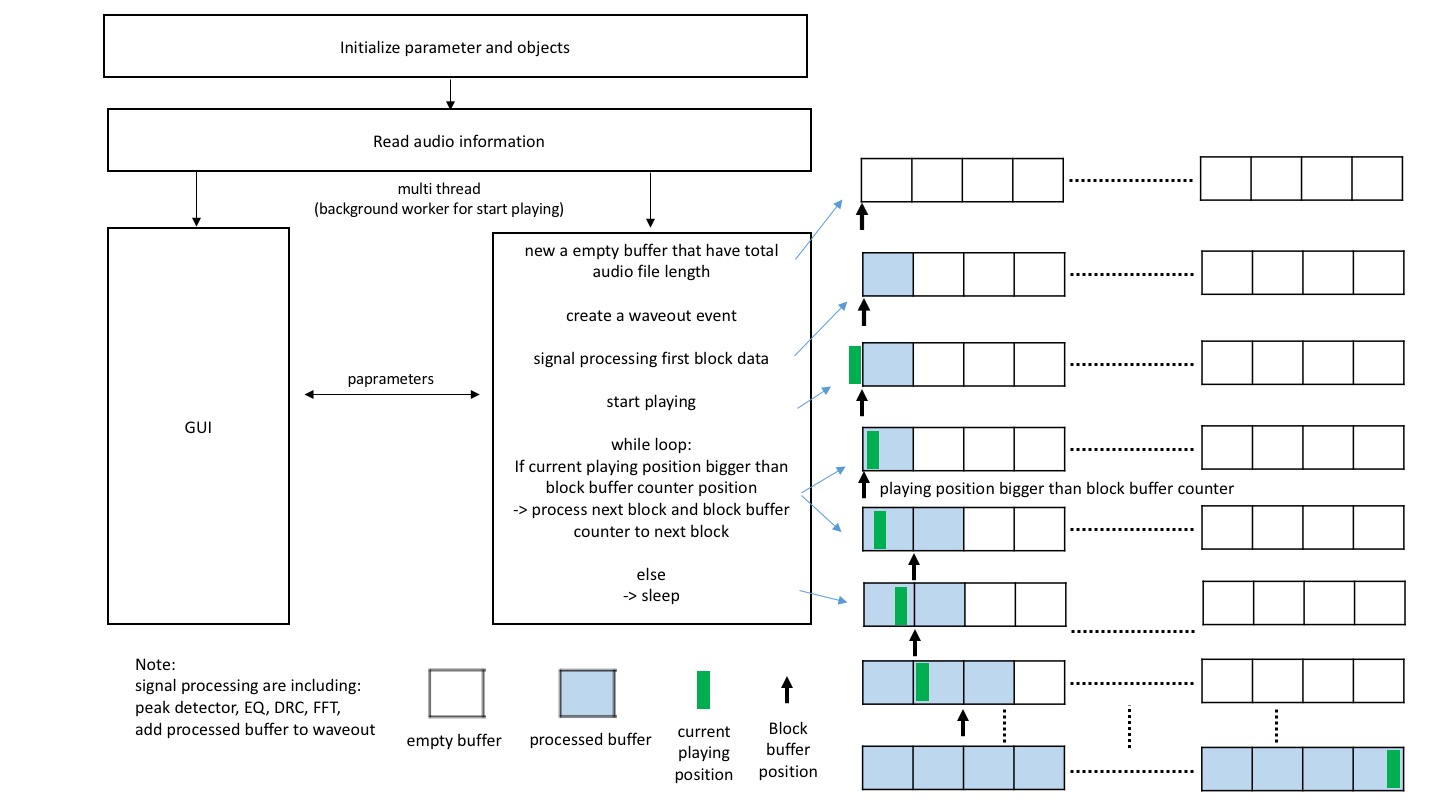 Initialize parameter and objects
Read audio information
multi thread
(background worker for start playing)
GUI
paprameters
new a empty buffer that have total
audio file length
create a waveout event
signal processing first block data
start playing
while loop:
If current playing position bigger than
block buffer counter position
-> process next block and block buffer
counter to next block
else
-> sleep
playing position bigger than block buffer counter
Note:
signal processing are including:
peak detector, EQ, DRC, FFT,
add processed buffer to waveout
empty buffer
processed buffer
current
playing
position
Block
buffer
position